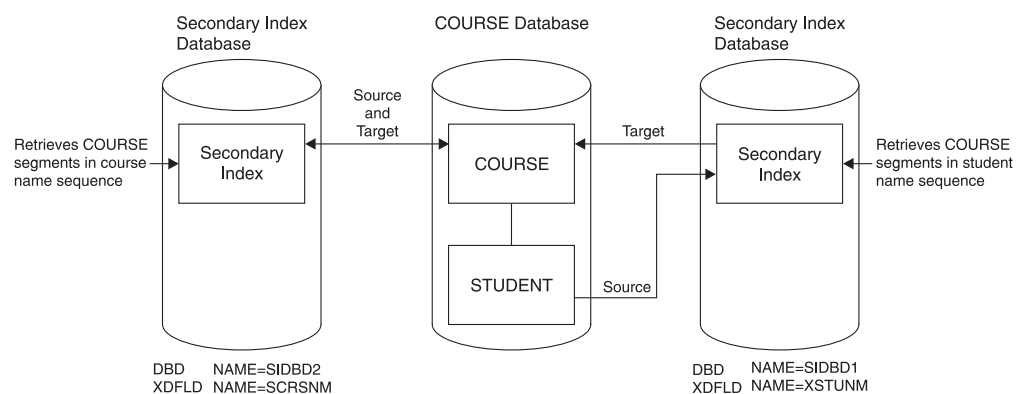 Secondary Index
Database
COURSE Database
Secondary Index
Database
Source
and
Target
Target
Retrieves COURSE
segments in course
name sequence
Secondary
Index
COURSE
Secondary
Index
Retrieves COURSE
segments in student
name sequence
STUDENT
Source
DBD NAME=SIDBD2
XDFLD NAME=SCRSNM
DBD NAME=SIDBD1
XDFLD NAME=XSTUNM